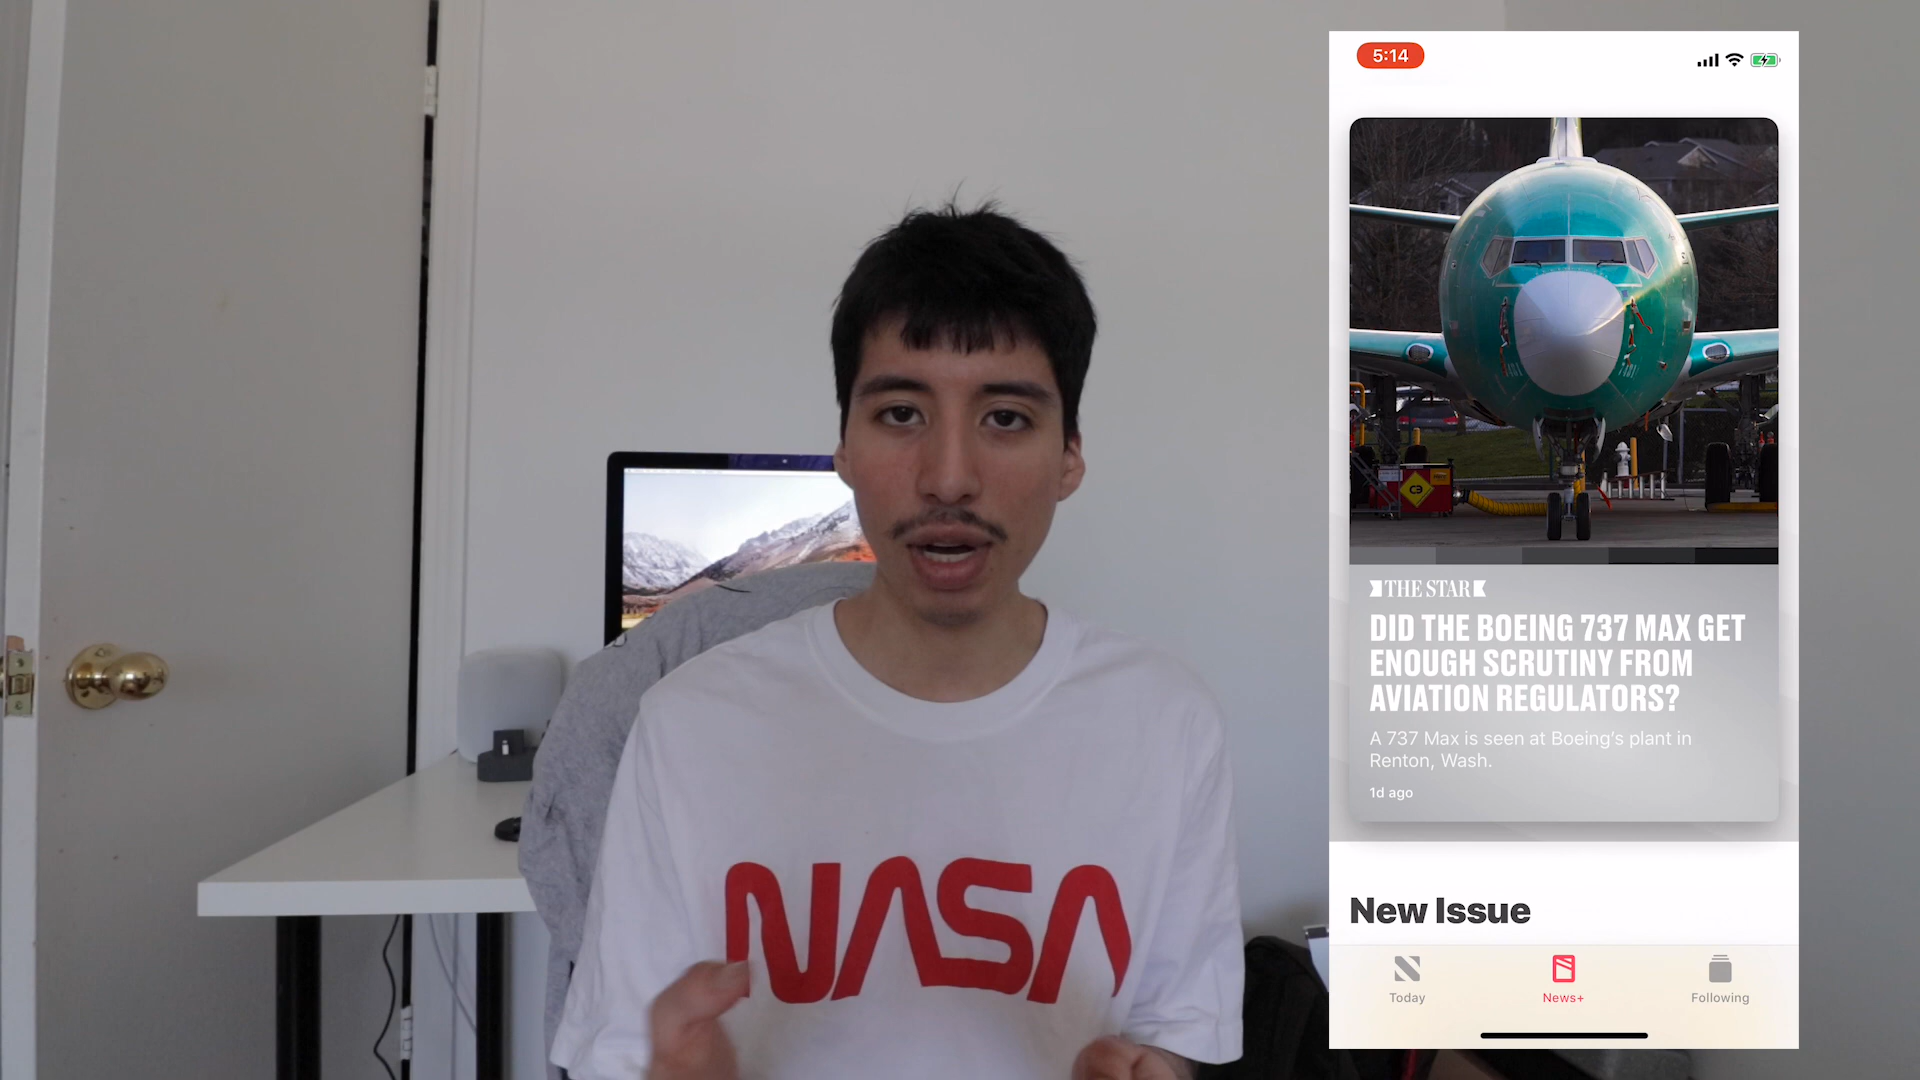 NASA
5:14
THE STAR
DID THE BOEING 737 MAX GET
ENOUGH SCRUTINY FROM
AVIATION REGULATORS?
A 737 Max is seen at Boeing's plant in
Renton, Wash.
1d ago
New Issue
Today
News+
Following